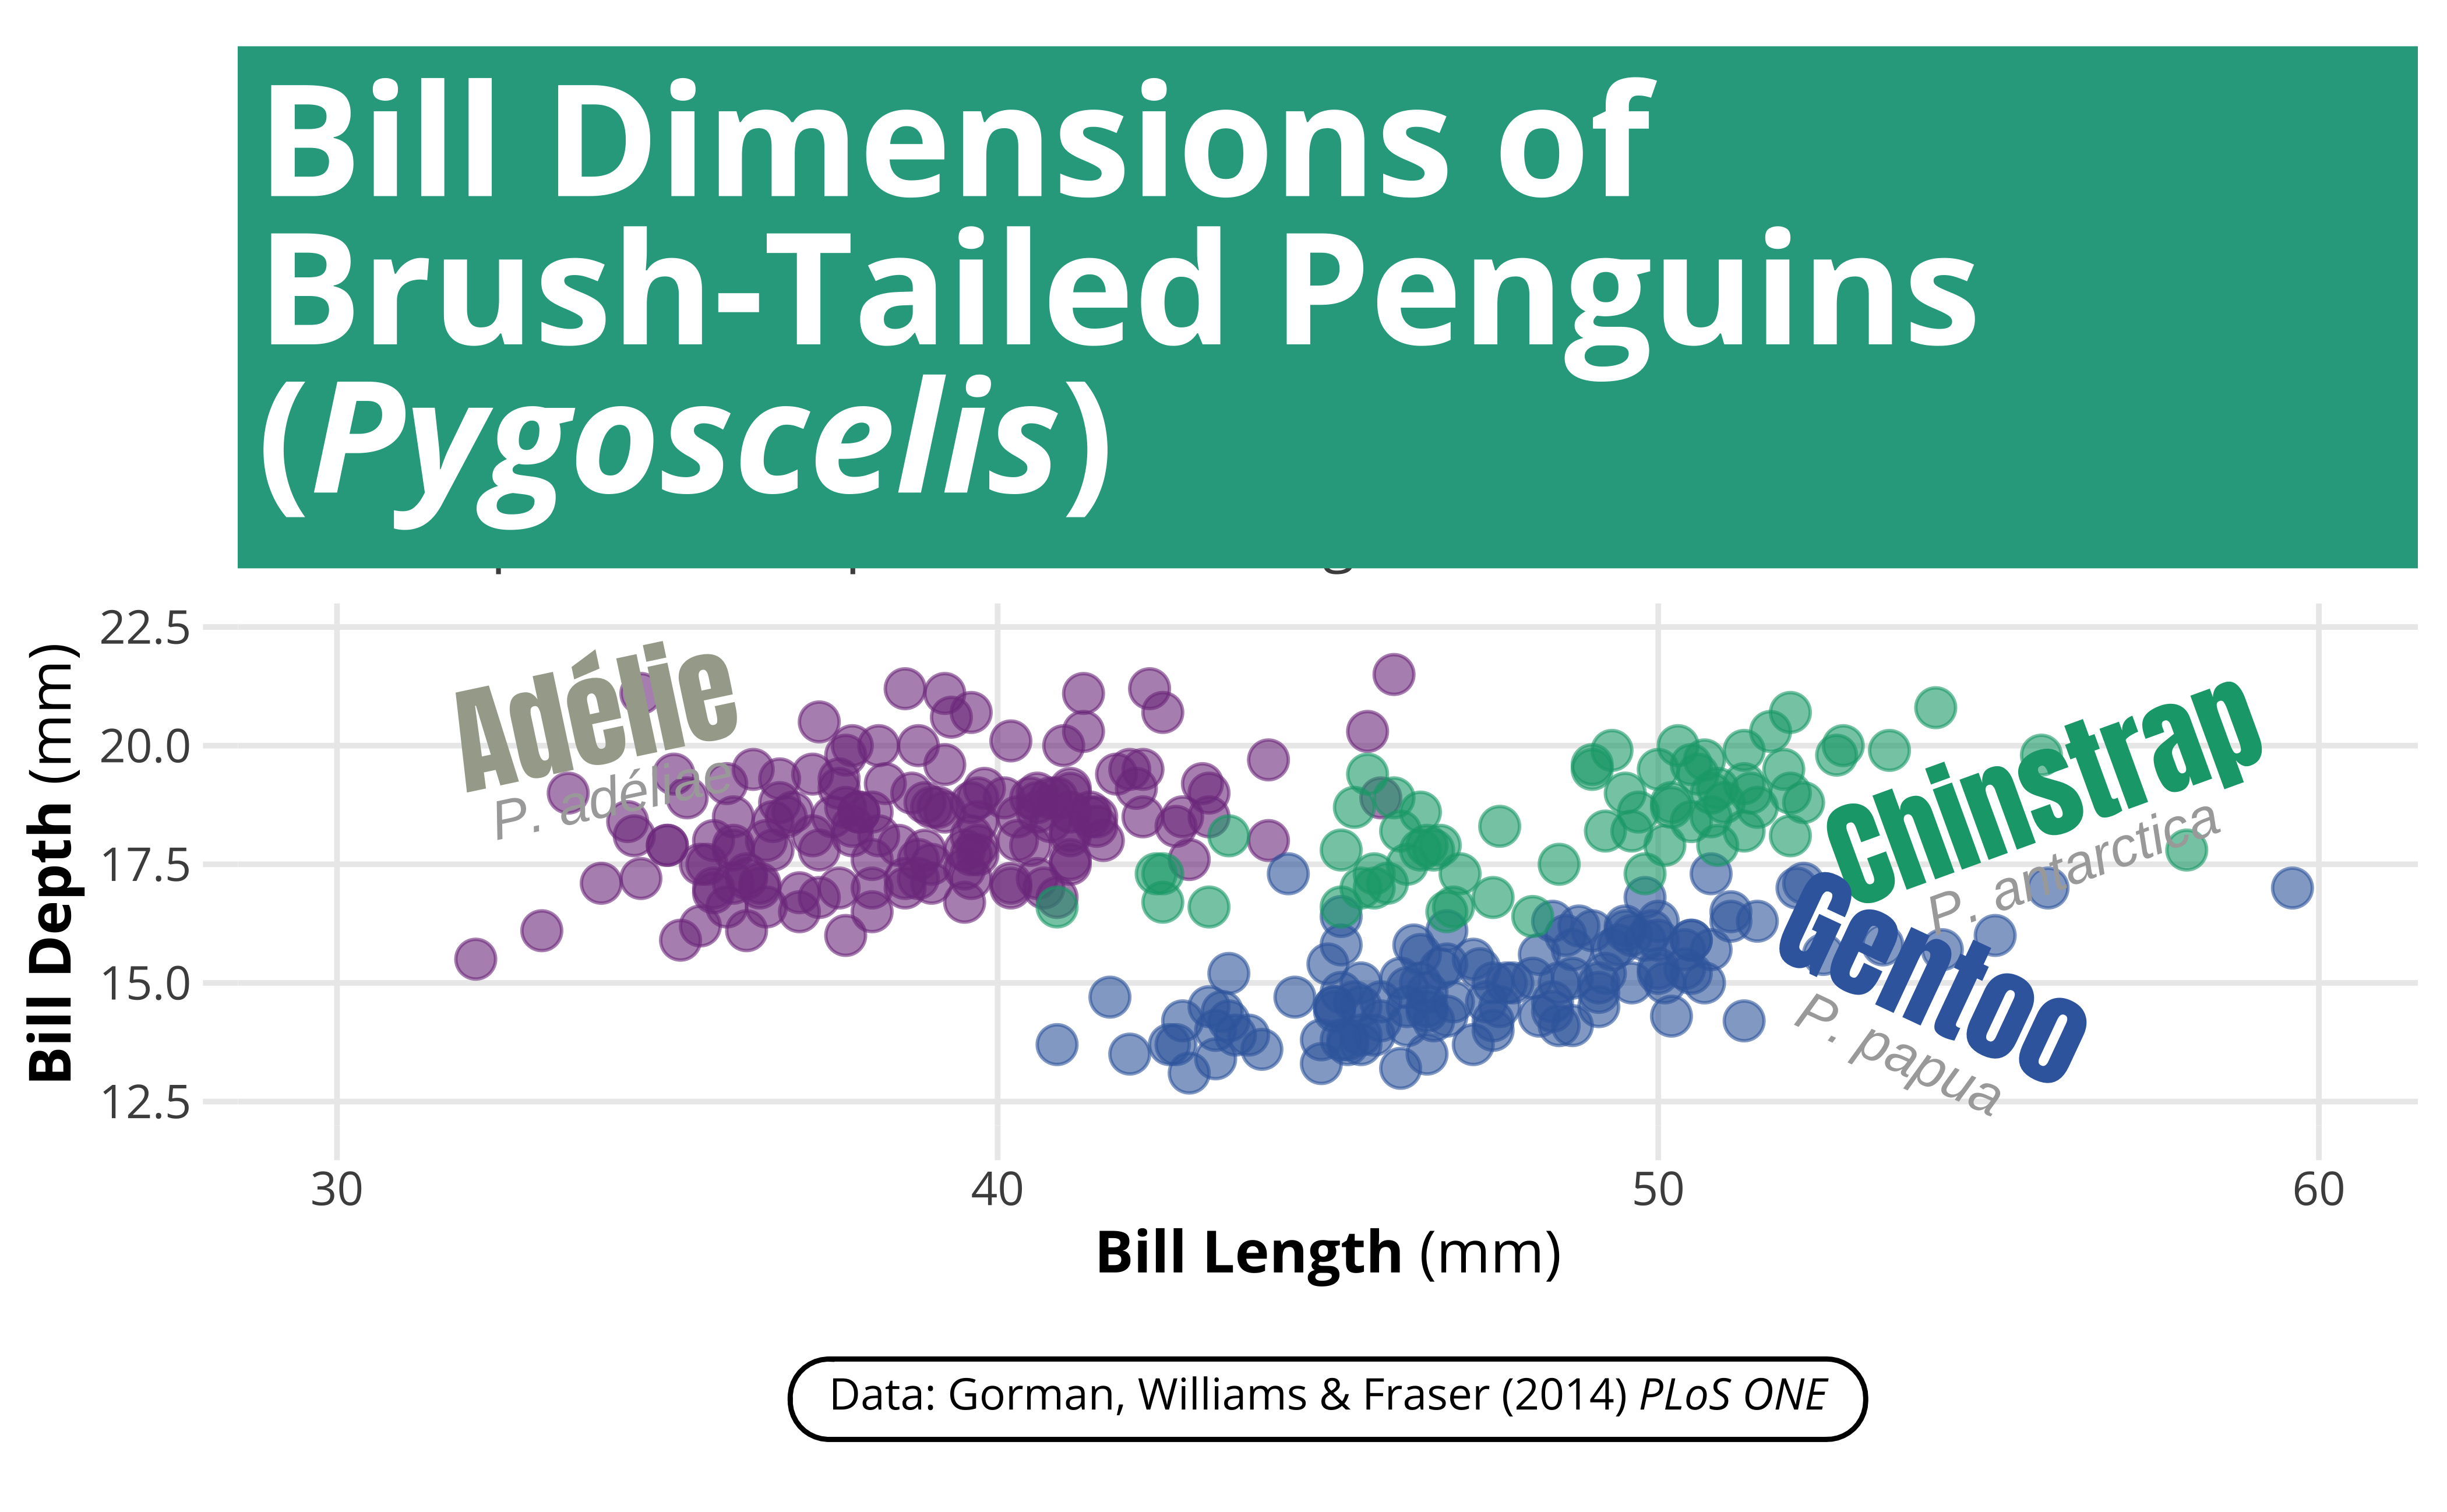 Bill Dimensions of
Brush-Tailed Penguins
(Pygoscelis)
Bill Depth (mm)
22.5
20.0
17.5
15.0
12.5
Adélie
P. adéliae
Chinstrap
P. antarctica
Gentoo
P. papua
30
40
50
60
Bill Length (mm)
Data: Gorman, Williams & Fraser (2014) PLoS ONE